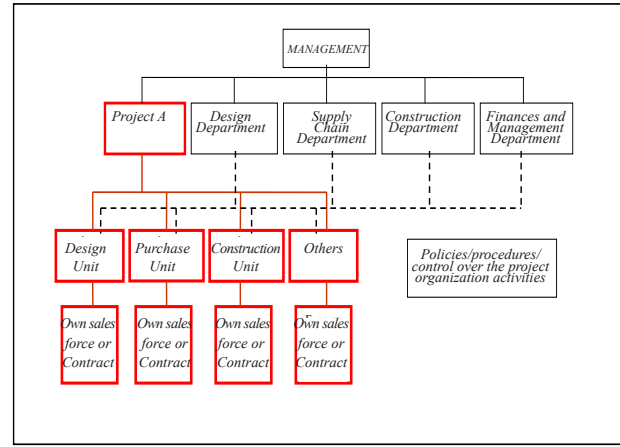 MANAGEMENT
Project A
Design
Department
Supply
Chain
Department
Construction
Department
Finances and
Management
Department
Design
Unit
Purchase
Unit
Construction
Unit
Others
Policies/procedures/
control over the project
organization activities
Own sales
force or
Contract
Own sales
force or
Contract
Own sales
force or
Contract
Own sales
force or
Contract